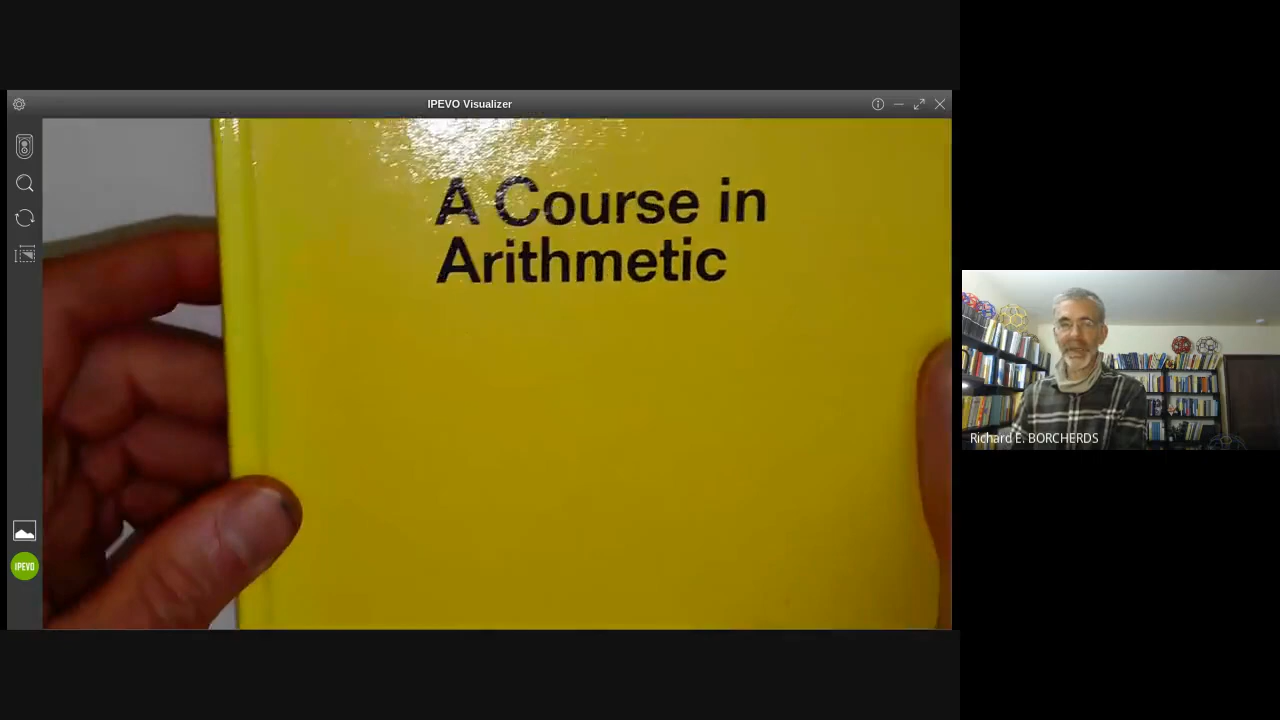 IPEVO Visualizer
A Course in
Arithmetic
IPEVO
Richard E. BORCHERDS